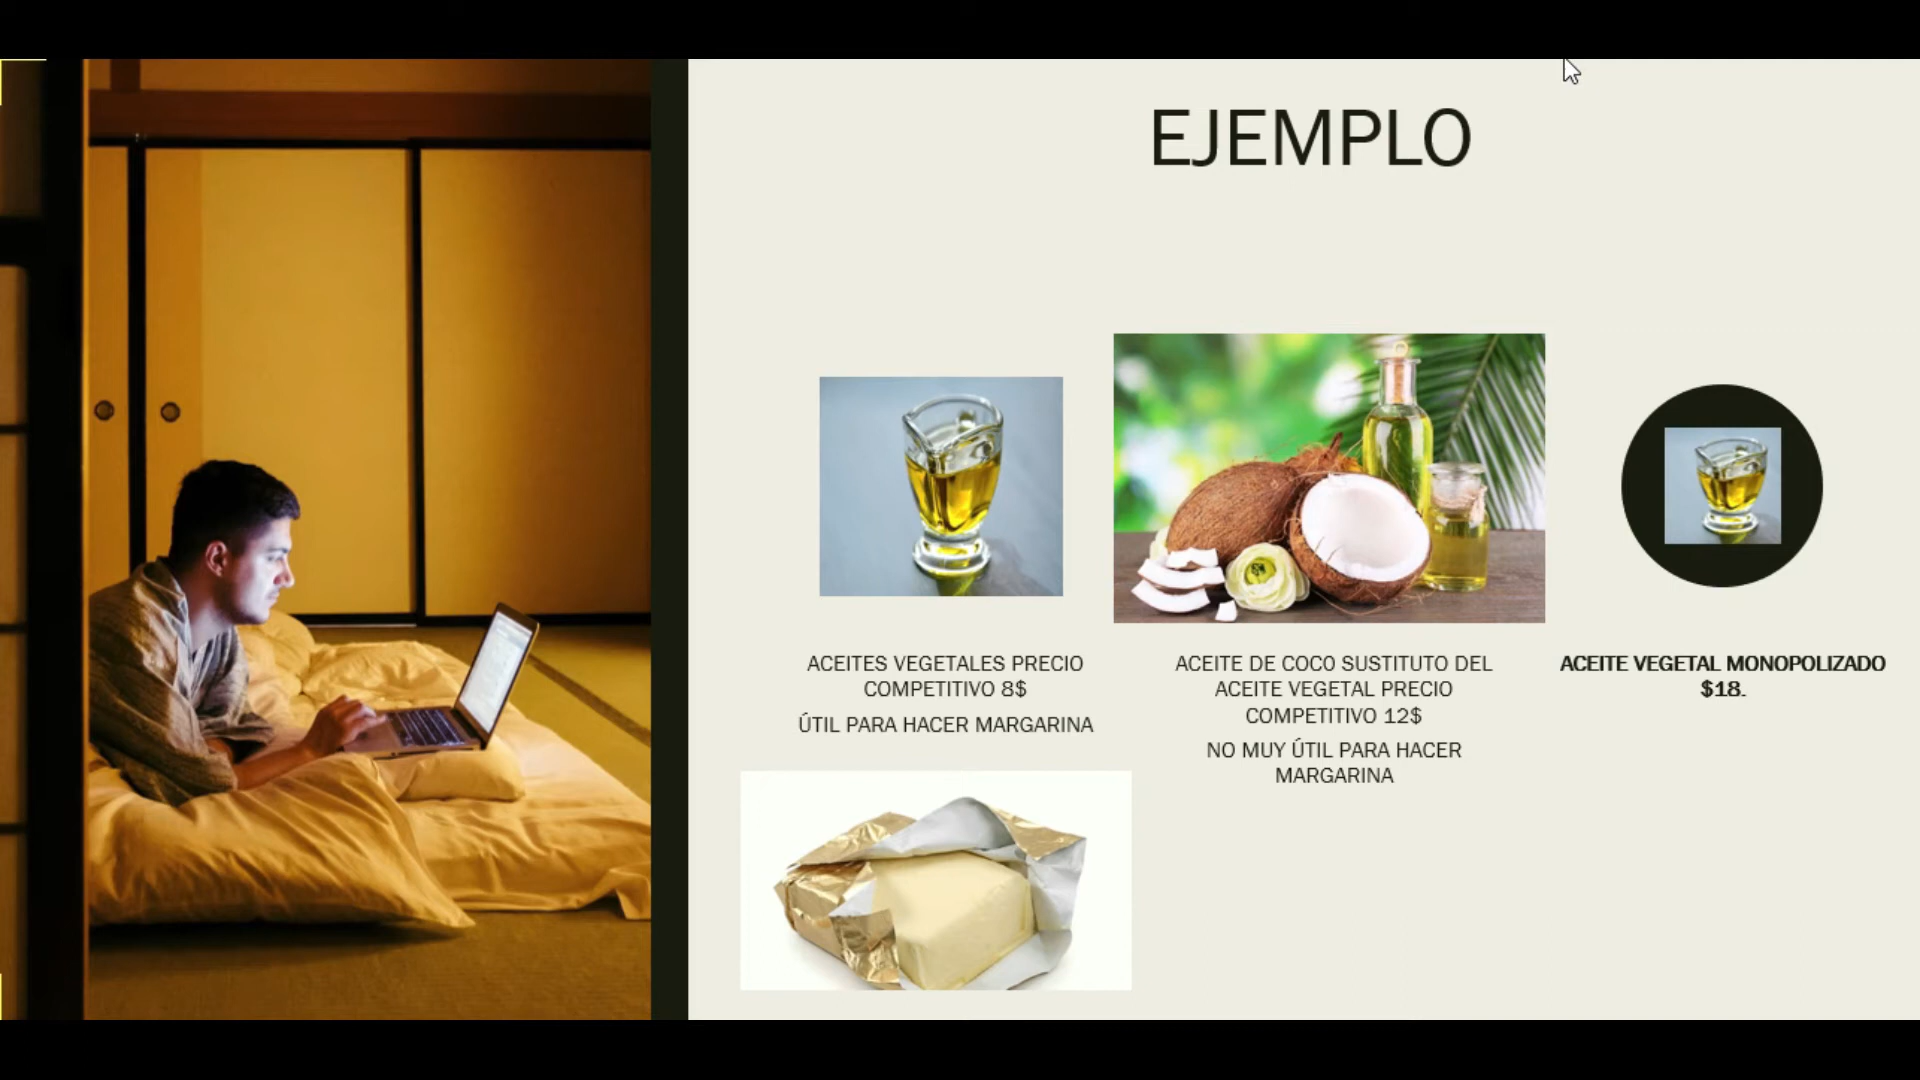 EJEMPLO
ACEITES VEGETALES PRECIO
COMPETITIVO 8$
ÚTIL PARA HACER MARGARINA
ACEITE DE COCO SUSTITUTO DEL
ACEITE VEGETAL PRECIO
COMPETITIVO 12$
NO MUY ÚTIL PARA HACER
MARGARINA
ACEITE VEGETAL MONOPOLIZADO
$18.